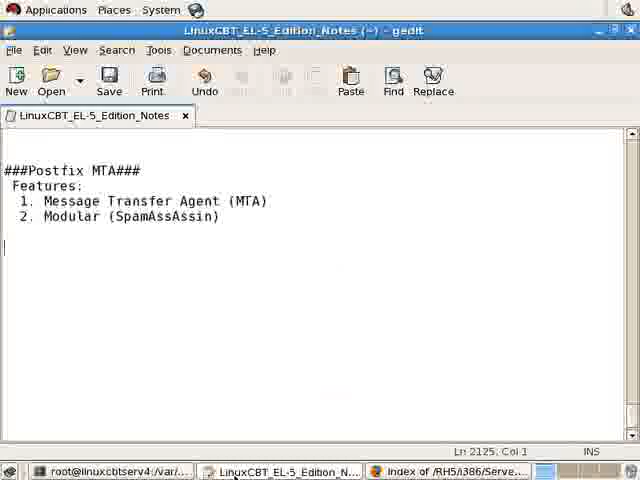 Applications Places System
LinuxCBT_EL-5_Edition_Notes (~) - gedit
File Edit View Search Tools Documents Help
New Open Save Print Undo Paste Find Replace
LinuxCBT_EL-5_Edition_Notes
###Postfix MTA###
Features:
1. Message Transfer Agent (MTA)
2. Modular (SpamAssAssin)
Ln 2125, Col 1 INS
root@linuxcbtserv4:/var/... LinuxCBT_EL-5_Edition_N... Index of /RH5/i386/Serve...